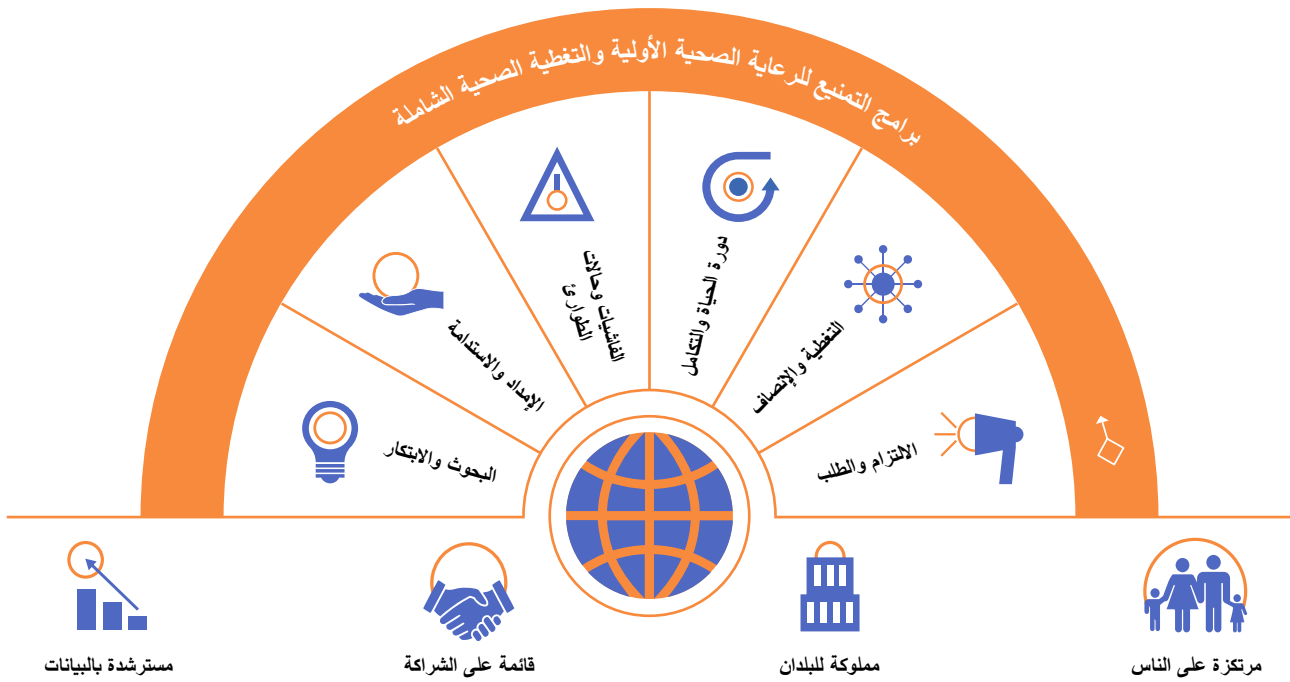 برامج التمنيع للرعاية الصحية الأولية والتغطية الصحية الشاملة
الالتزام والطلب
التغطية والإنصاف
دورة الحياة والتكامل
الفاشيات وحالات
الطوارئ
الإمداد والاستدامة
البحوث والابتكار
مرتكزة على الناس
مملوكة للبلدان
قائمة على الشراكة
مسترشدة بالبيانات